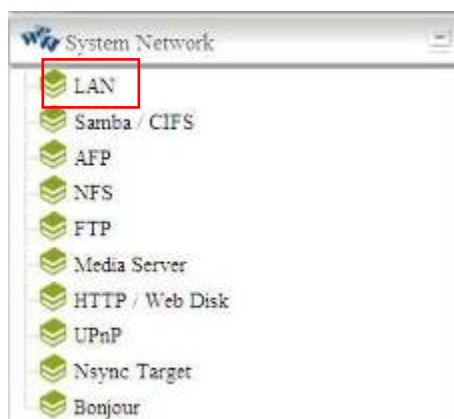 System Network
LAN
Samba / CIFS
AFP
NFS
FTP
Media Server
HTTP / Web Disk
UPnP
Nsync Target
Bonjour